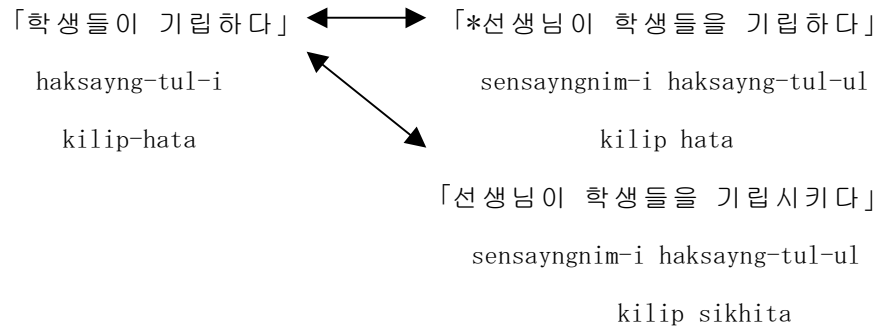 「학생들이 기립하다」 「*선생님이 학생들을 기립하다」
haksayng-tul-i sensayngnim-i haksayng-tul-ul
kilip-hata kilip hata
「선생님이 학생들을 기립시키다」
sensayngnim-i haksayng-tul-ul
kilip sikhita